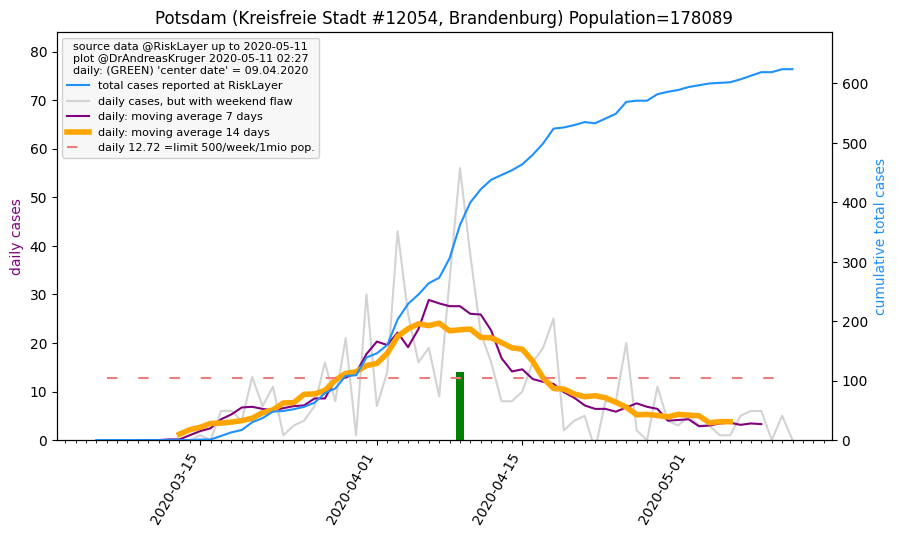 Potsdam (Kreisfreie Stadt #12054, Brandenburg) Population=178089
source data @RiskLayer up to 2020-05-11
plot @DrAndreasKruger 2020-05-11 02:27
daily: (GREEN) 'center date' = 09.04.2020
total cases reported at RiskLayer
daily cases, but with weekend flaw
daily: moving average 7 days
daily: moving average 14 days
daily 12.72 =limit 500/week/1mio pop.
daily cases
80
70
60
50
40
30
20
10
0
cumulative total cases
600
500
400
300
200
100
0
2020-03-15
2020-04-01
2020-04-15
2020-05-01